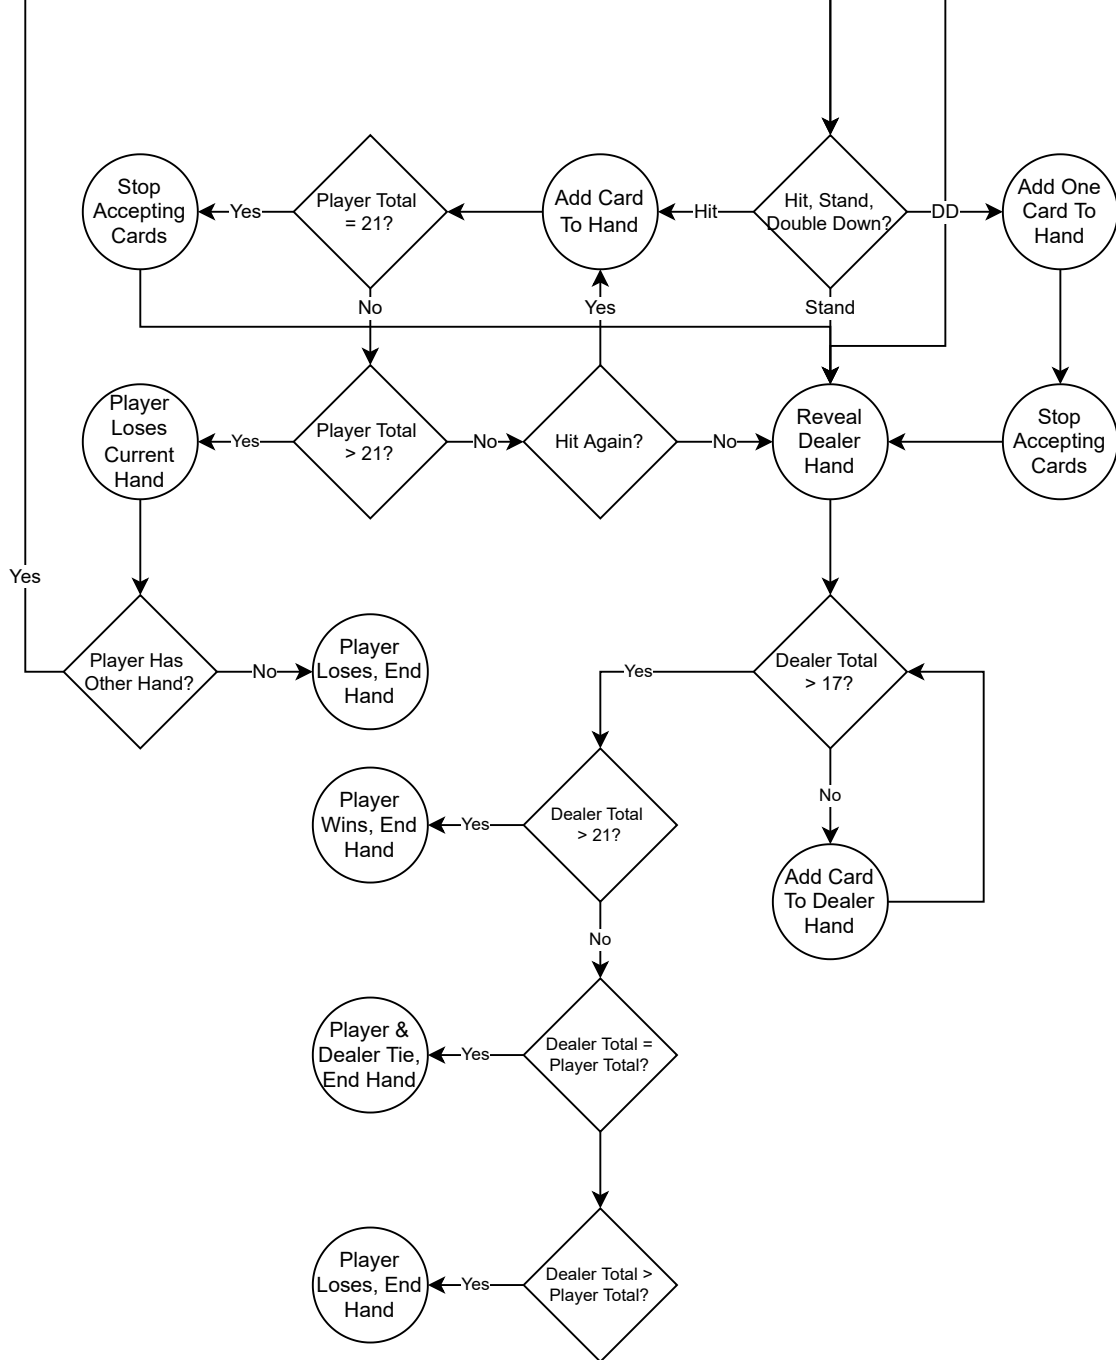 Stop
Accepting
Cards
Yes
Player Total
= 21?
Add Card
To Hand
Hit
Hit, Stand,
Double Down?
DD
Add One
Card To
Hand
No
Yes
Stand
Player
Loses
Current
Hand
Yes
Player Total
> 21?
No
Hit Again?
No
Reveal
Dealer
Hand
Stop
Accepting
Cards
Yes
Player Has
Other Hand?
No
Player
Loses, End
Hand
Yes
Dealer Total
> 17?
No
Player
Wins, End
Hand
Yes
Dealer Total
> 21?
Add Card
To Dealer
Hand
No
Player &
Dealer Tie,
End Hand
Yes
Dealer Total =
Player Total?
Player
Loses, End
Hand
Yes
Dealer Total >
Player Total?